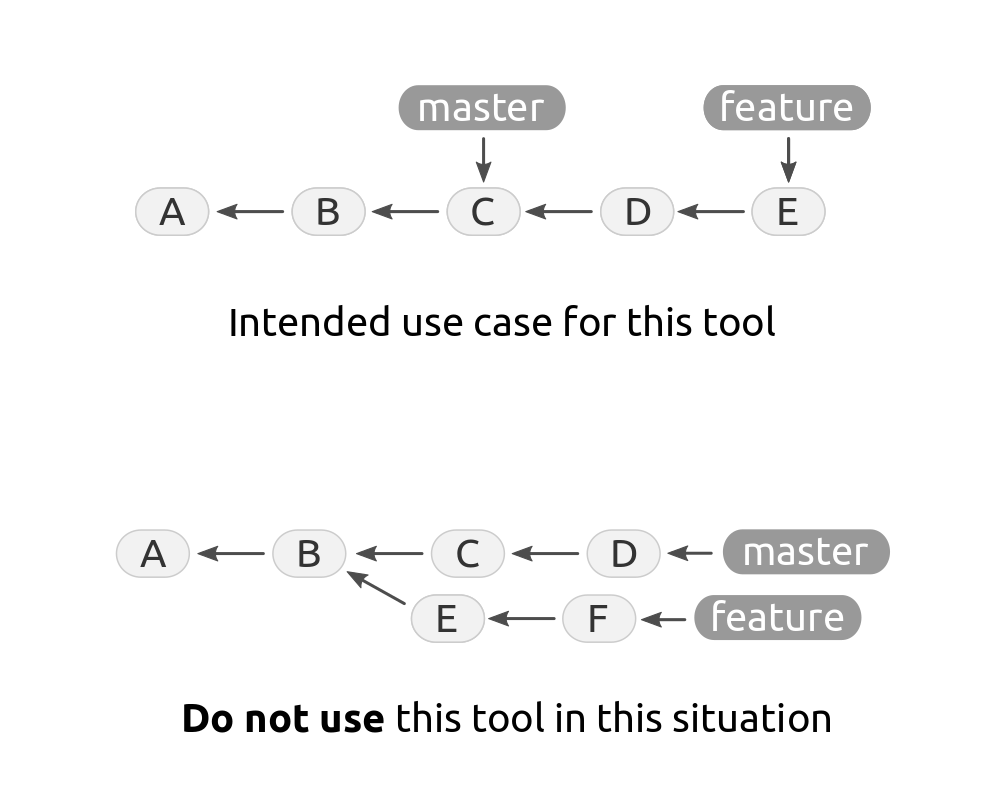 master feature
A B C D E
Intended use case for this tool
A B C D master
E F feature
Do not use this tool in this situation